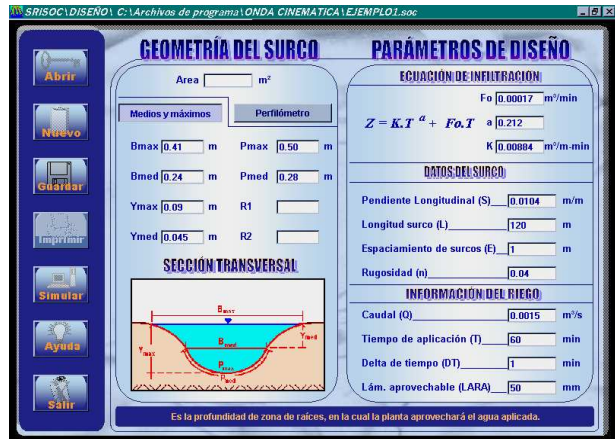 SRISOC\DISEÑO\ C:\Archivos de programa\ONDA CINEMATICA\EJEMPLO1.soc
Abrir
Nuevo
Guardar
Imprimir
Simular
Ayuda
Salir
GEOMETRÍA DEL SURCO
Area m²
Medios y máximos Perfilómetro
Bmax 0.41 m Pmax 0.50 m
Bmed 0.24 m Pmed 0.28 m
Ymax 0.09 m R1
Ymed 0.045 m R2
SECCIÓN TRANSVERSAL
Bmax
Ymed
Bmed
Ymax
Pmax
Pmed
PARÁMETROS DE DISEÑO
ECUACIÓN DE INFILTRACIÓN
Fo 0.00017 m³/min
Z = K.T a + Fo.T a 0.212
K 0.00884 m³/m-min
DATOS DEL SURCO
Pendiente Longitudinal (S) 0.0104 m/m
Longitud surco (L) 120 m
Espaciamiento de surcos (E) 1 m
Rugosidad (n) 0.04
INFORMACIÓN DEL RIEGO
Caudal (Q) 0.0015 m³/s
Tiempo de aplicación (T) 60 min
Delta de tiempo (DT) 1 min
Lám. aprovechable (LARA) 50 mm
Es la profundidad de zona de raíces, en la cual la planta aprovechará el agua aplicada.